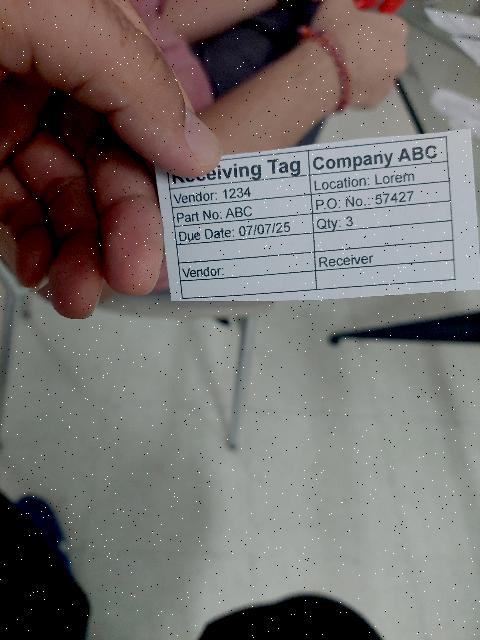 Receiving Tag Company ABC
Vendor: 1234 Location: Lorem
Part No: ABC P.O. No.: 57427
Due Date: 07/07/25 Qty: 3
Vendor: Receiver